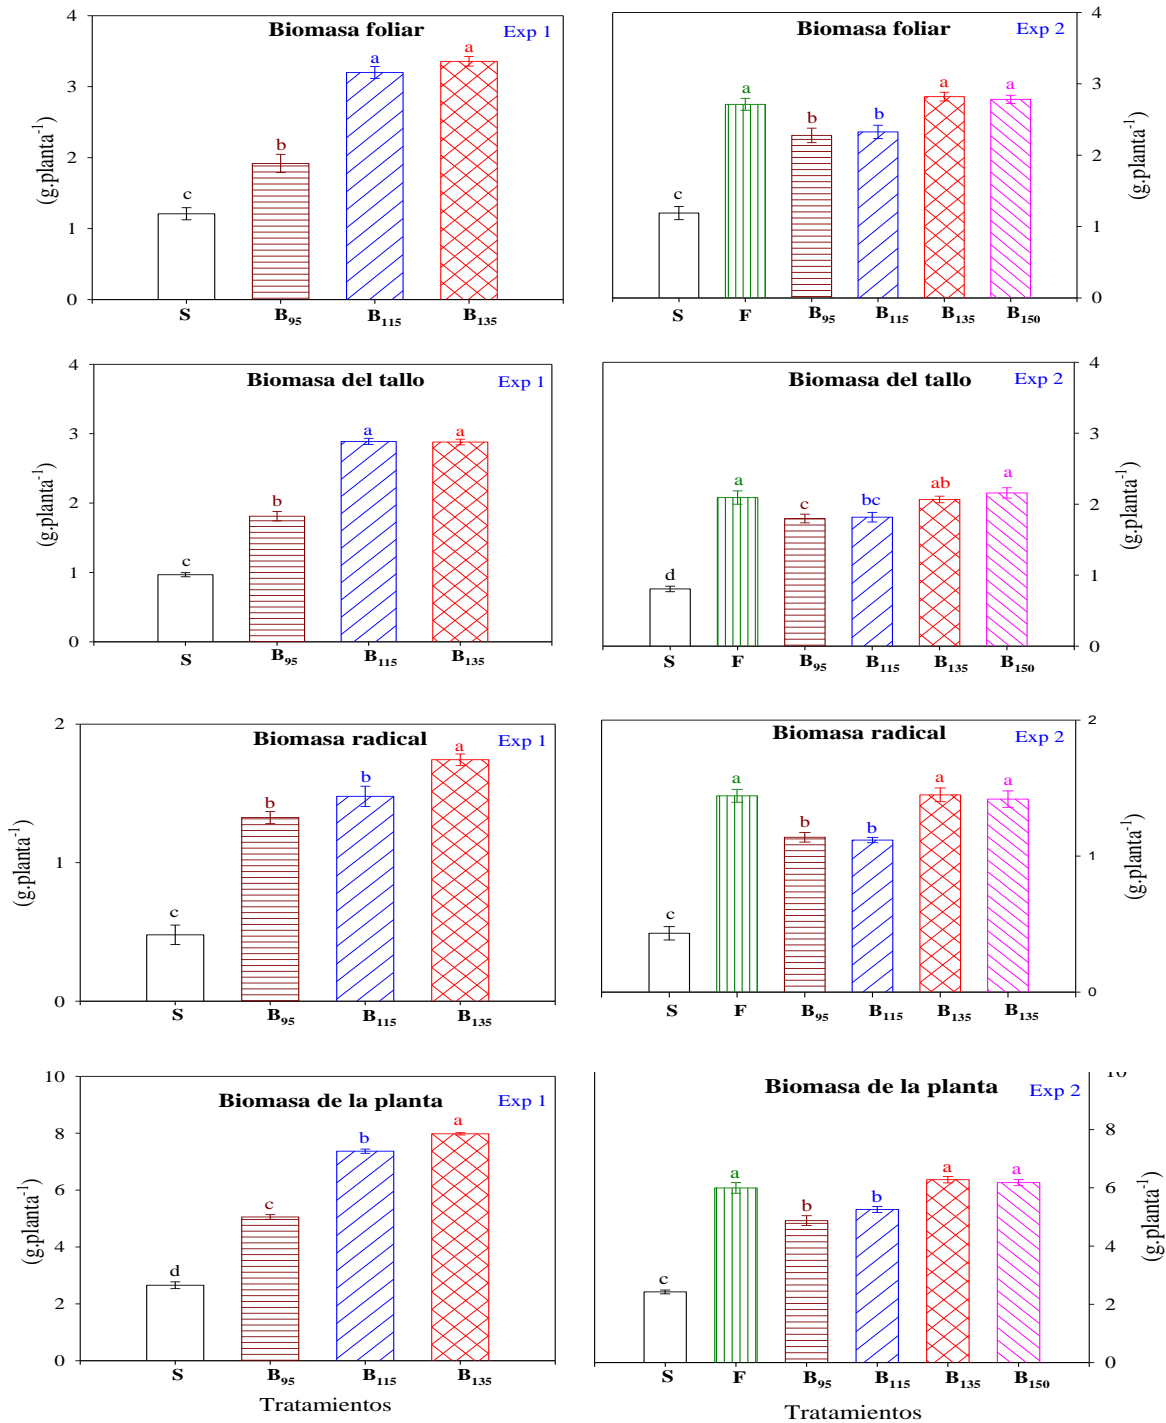 Biomasa foliar Exp 1
4
3
2
1
0
(g.planta⁻¹)
c b a a
S B₉₅ B₁₁₅ B₁₃₅
Biomasa foliar Exp 2
4
3
2
1
0
(g.planta⁻¹)
c a b b a a
S F B₉₅ B₁₁₅ B₁₃₅ B₁₅₀
Biomasa del tallo Exp 1
4
3
2
1
0
(g.planta⁻¹)
c b a a
S B₉₅ B₁₁₅ B₁₃₅
Biomasa del tallo Exp 2
4
3
2
1
0
(g.planta⁻¹)
d a c bc ab a
S F B₉₅ B₁₁₅ B₁₃₅ B₁₅₀
Biomasa radical Exp 1
2
1
0
(g.planta⁻¹)
c b b a
S B₉₅ B₁₁₅ B₁₃₅
Biomasa radical Exp 2
2
1
0
(g.planta⁻¹)
c a b b a a
S F B₉₅ B₁₁₅ B₁₃₅ B₁₃₅
Biomasa de la planta Exp 1
10
8
6
4
2
0
(g.planta⁻¹)
d c b a
S B₉₅ B₁₁₅ B₁₃₅
Tratamientos
Biomasa de la planta Exp 2
10
8
6
4
2
0
(g.planta⁻¹)
c a b b a a
S F B₉₅ B₁₁₅ B₁₃₅ B₁₅₀
Tratamientos